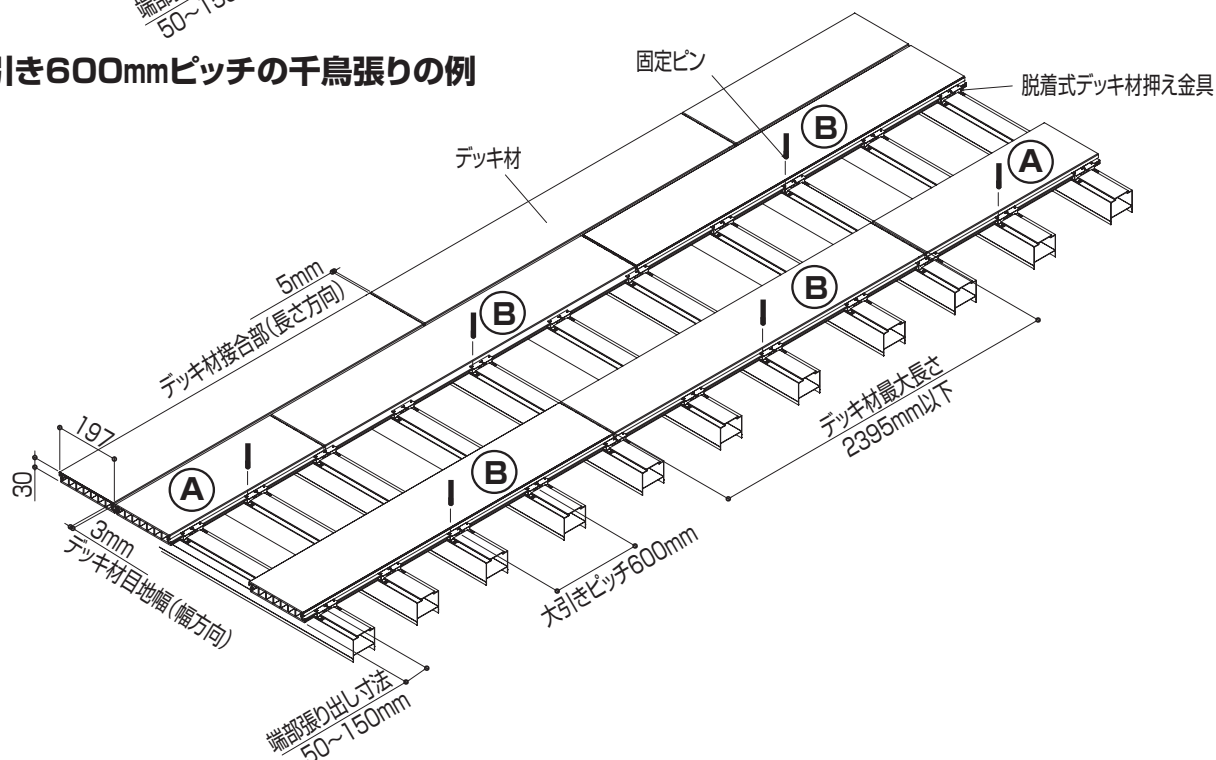 50~150
引き600mmピッチの千鳥張りの例
固定ピン
脱着式デッキ材押え金具
デッキ材
B
A
5mm
デッキ材接合部(長さ方向)
B
B
デッキ材最大長さ
2395mm以下
197
30
A
B
3mm
デッキ材目地幅(幅方向)
大引きピッチ600mm
端部張り出し寸法
50~150mm